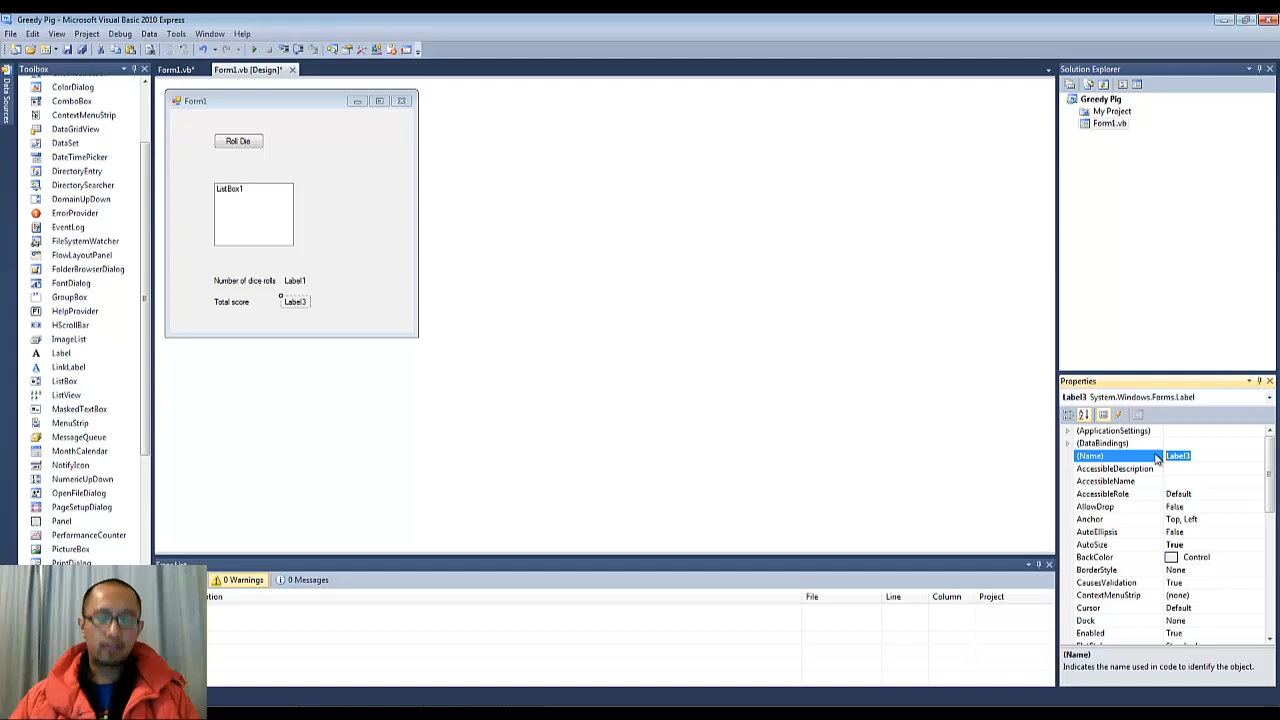 Greedy Pig - Microsoft Visual Basic 2010 Express
File Edit View Project Debug Data Tools Window Help
Data Sources
Toolbox
ColorDialog
ComboBox
ContextMenuStrip
DataGridView
DataSet
DateTimePicker
DirectoryEntry
DirectorySearcher
DomainUpDown
ErrorProvider
EventLog
FileSystemWatcher
FlowLayoutPanel
FolderBrowserDialog
FontDialog
GroupBox
HelpProvider
HScrollBar
ImageList
Label
LinkLabel
ListBox
ListView
MaskedTextBox
MenuStrip
MessageQueue
MonthCalendar
NotifyIcon
NumericUpDown
OpenFileDialog
PageSetupDialog
Panel
PerformanceCounter
PictureBox
PrintDialog
Form1.vb* Form1.vb [Design]*
Form1
Roll Die
ListBox1
Number of dice rolls Label1
Total score Label3
0 Warnings 0 Messages
File Line Column Project
Solution Explorer
Greedy Pig
My Project
Form1.vb
Properties
Label3 System.Windows.Forms.Label
(ApplicationSettings)
(DataBindings)
(Name) Label3
AccessibleDescription
AccessibleName
AccessibleRole Default
AllowDrop False
Anchor Top, Left
AutoEllipsis False
AutoSize True
BackColor Control
BorderStyle None
CausesValidation True
ContextMenuStrip (none)
Cursor Default
Dock None
Enabled True
(Name)
Indicates the name used in code to identify the object.